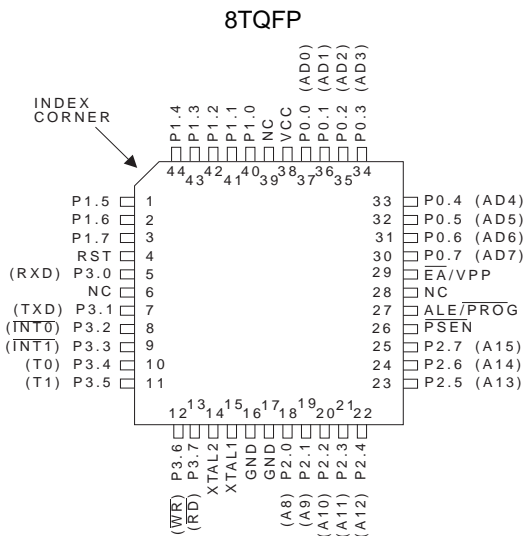 8TQFP
INDEX
CORNER
P1.4
P1.3
P1.2
P1.1
P1.0
NC
VCC
P0.0 (AD0)
P0.1 (AD1)
P0.2 (AD2)
P0.3 (AD3)
44
43
42
41
40
39
38
37
36
35
34
P1.5 1
P1.6 2
P1.7 3
RST 4
(RXD) P3.0 5
NC 6
(TXD) P3.1 7
(INT0) P3.2 8
(INT1) P3.3 9
(T0) P3.4 10
(T1) P3.5 11
33 P0.4 (AD4)
32 P0.5 (AD5)
31 P0.6 (AD6)
30 P0.7 (AD7)
29 EA/VPP
28 NC
27 ALE/PROG
26 PSEN
25 P2.7 (A15)
24 P2.6 (A14)
23 P2.5 (A13)
12
13
14
15
16
17
18
19
20
21
22
(WR) P3.6
(RD) P3.7
XTAL2
XTAL1
GND
GND
(A8) P2.0
(A9) P2.1
(A10) P2.2
(A11) P2.3
(A12) P2.4